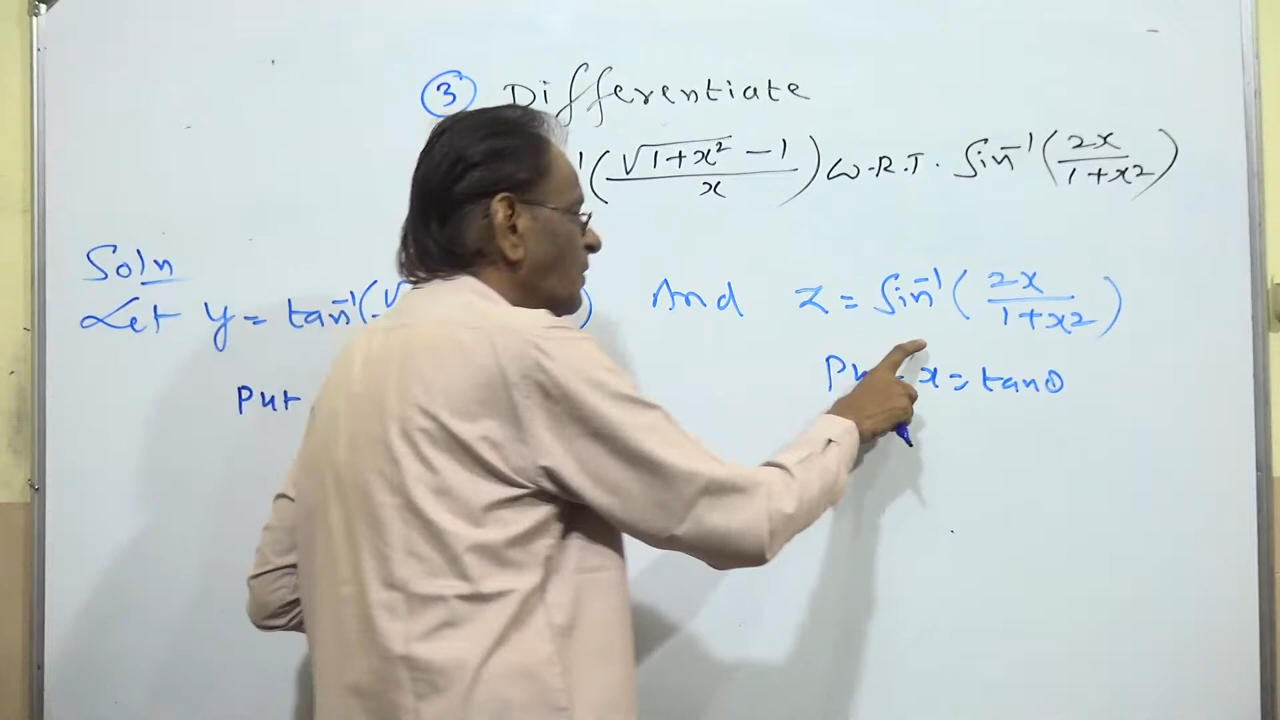 ③ Differentiate
(√(1+x²) - 1)/x) W.R.T. Sin⁻¹(2x/(1+x²))
Soln
Let y = tan⁻¹(√ ) And z = Sin⁻¹(2x/(1+x²))
Put Put x = tanθ